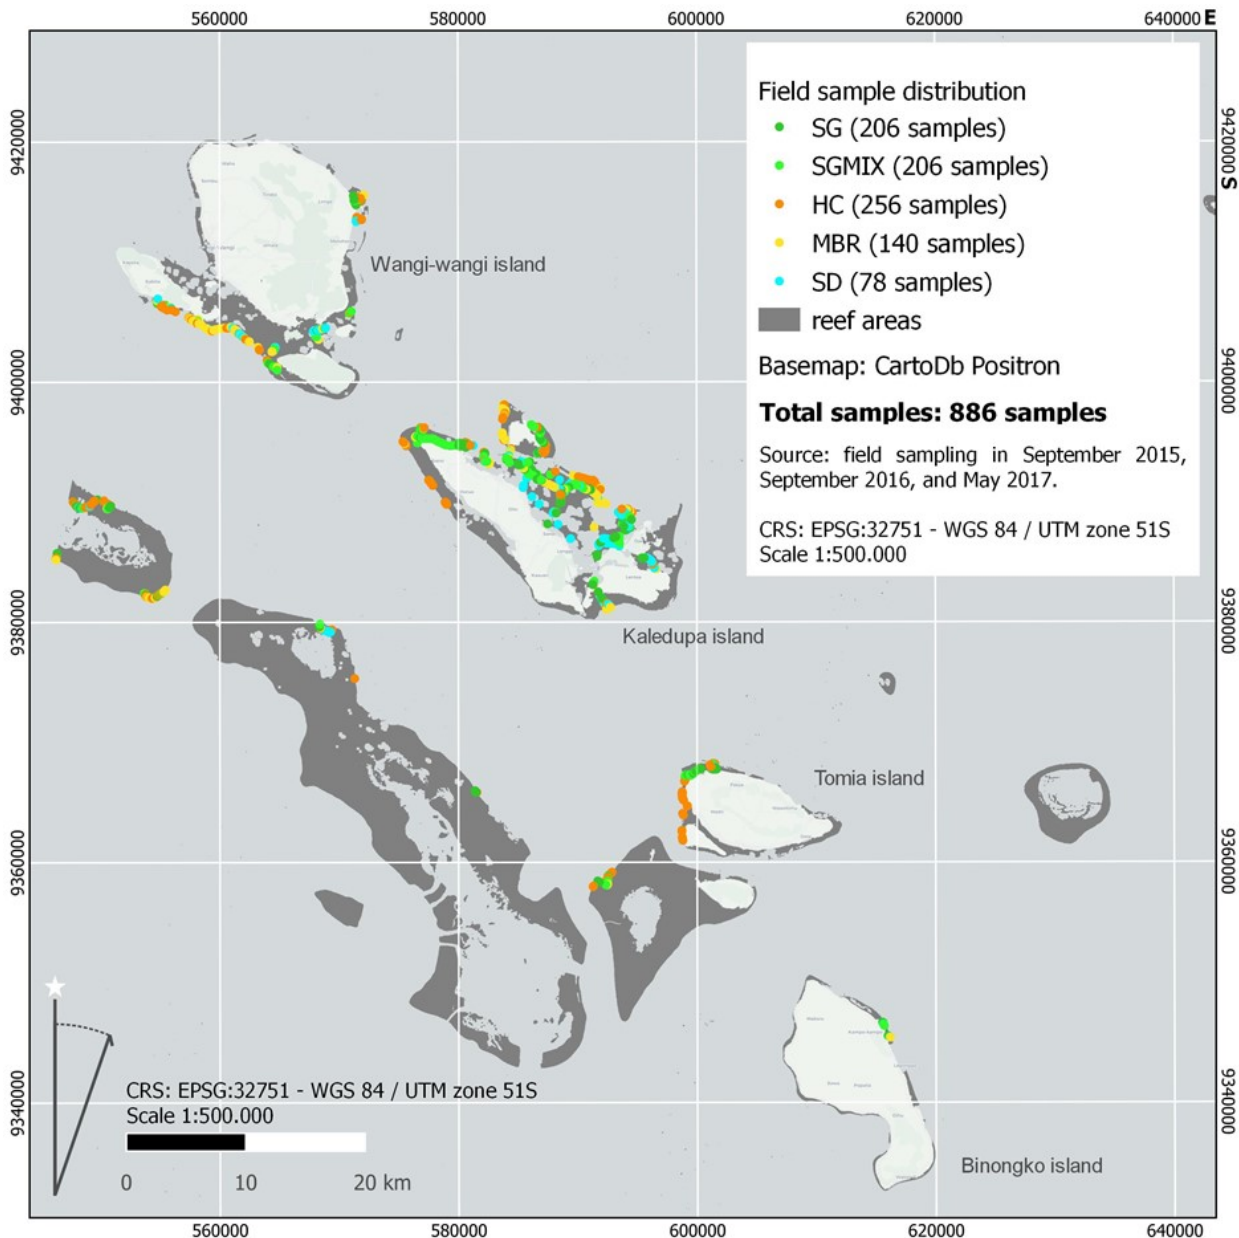 560000 580000 600000 620000 640000 E
Field sample distribution
SG (206 samples)
SGMIX (206 samples)
HC (256 samples)
MBR (140 samples)
SD (78 samples)
reef areas
Basemap: CartoDb Positron
Total samples: 886 samples
Source: field sampling in September 2015,
September 2016, and May 2017.
CRS: EPSG:32751 - WGS 84 / UTM zone 51S
Scale 1:500.000
9420000
9400000
9380000
9360000
9340000
9420000 S
9400000
9380000
9360000
9340000
Wangi-wangi island
Kaledupa island
Tomia island
Binongko island
CRS: EPSG:32751 - WGS 84 / UTM zone 51S
Scale 1:500.000
0 10 20 km
560000 580000 600000 620000 640000